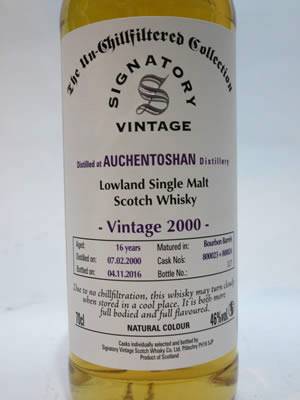 The Un-Chillfiltered Collection
SIGNATORY
S
VINTAGE
Distilled at AUCHENTOSHAN Distillery
Lowland Single Malt
Scotch Whisky
- Vintage 2000 -
Aged: 16 years Matured in: Bourbon Barrels
Distilled on: 07.02.2000 Cask No's: 800023 +
Bottled on: 04.11.2016 Bottle No.:
Due to no chillfiltration, this whisky may turn cloudy
when stored in a cool place. It is both more
full bodied and full flavoured.
70cl 46%vol
NATURAL COLOUR
Casks individually selected and bottled by
Signatory Vintage Scotch Whisky Co. Ltd, Pitlochry PH16 5JP
Product of Scotland